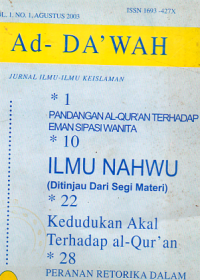 OL. 1. NO. 1, AGUSTUS 2003
ISSN 1693 -427X
Ad- DA'WAH
JURNAL ILMU-ILMU KEISLAMAN
* 1
PANDANGAN AL-QUR'AN TERHADAP
EMAN SIPASI WANITA
* 10
ILMU NAHWU
(Ditinjau Dari Segi Materi)
* 22
Kedudukan Akal
Terhadap al-Qur'an
* 28
PERANAN RETORIKA DALAM